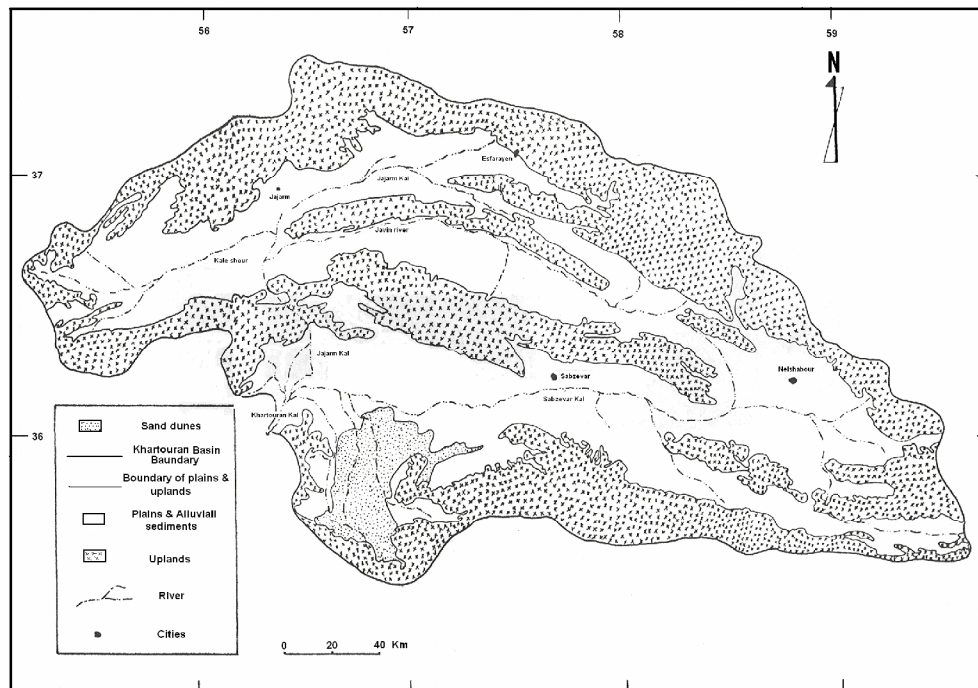 56
57
58
59
N
37
Esfarayen
Jajarm Kal
Jajarm
Javin river
Kale shour
Jajarm Kal
Sabzevar
Neishabour
Sabzevar Kal
Khartouran Kal
36
Sand dunes
Khartouran Basin
Baundary
Boundary of plains &
uplands
Plains & Alluviall
sediments
Uplands
River
Cities
0 20 40 Km